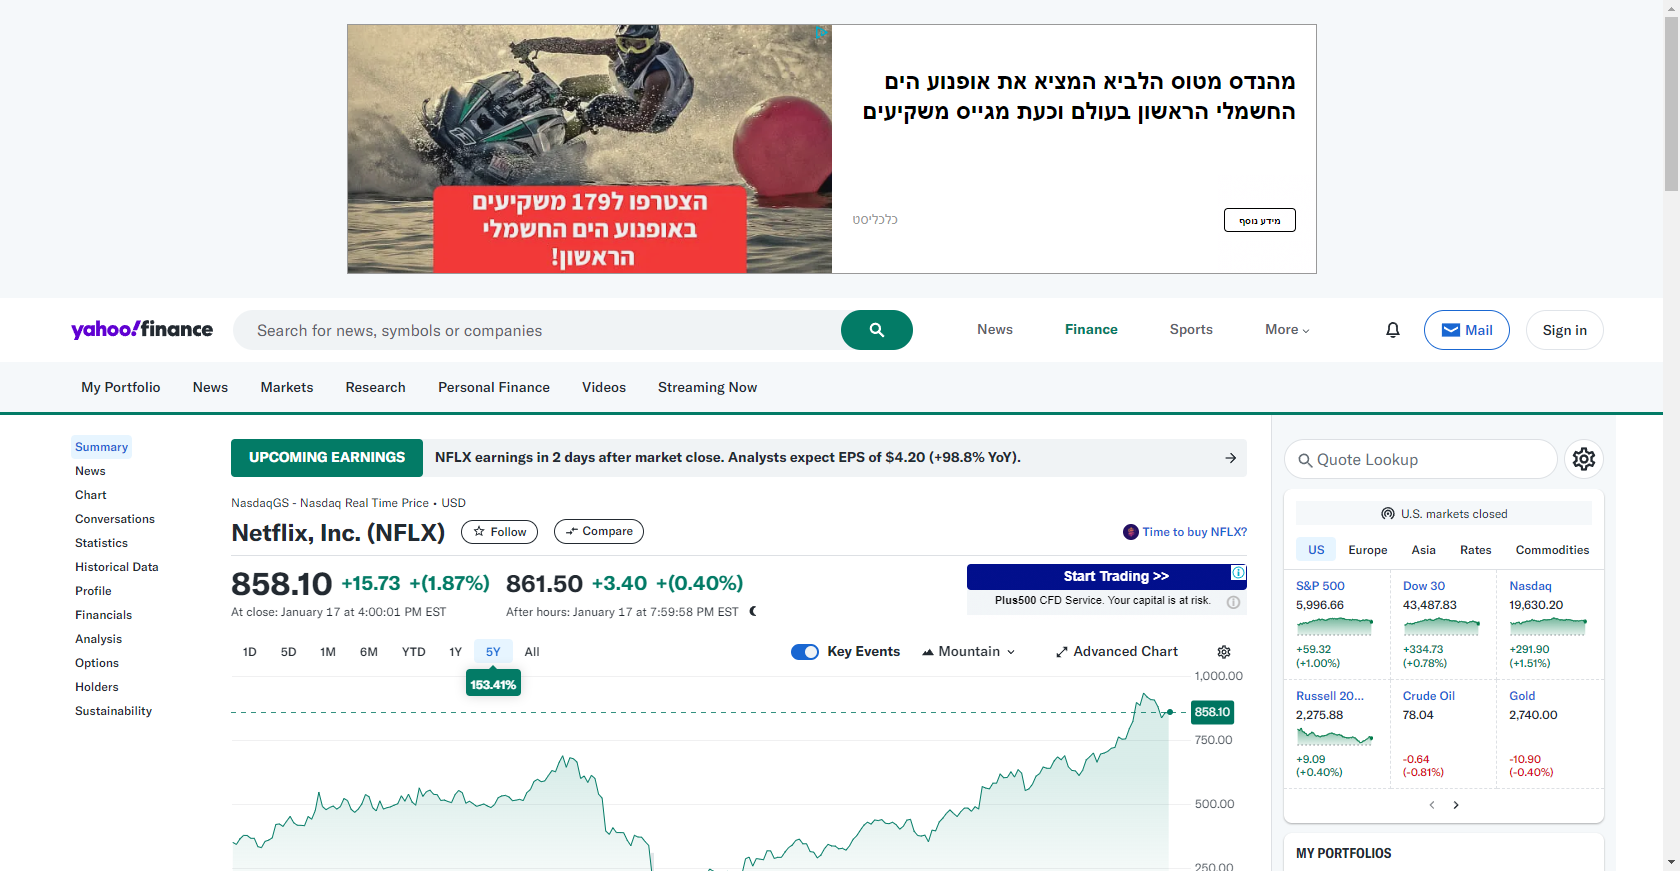 מהנדס מטוס הלביא המציא את אופנוע הים
החשמלי הראשון בעולם וכעת מגייס משקיעים
הצטרפו ל179 משקיעים
באופנוע הים החשמלי
הראשון!
כלכליסט
מידע נוסף
yahoo!finance
Search for news, symbols or companies
News
Finance
Sports
More
Mail
Sign in
My Portfolio
News
Markets
Research
Personal Finance
Videos
Streaming Now
Summary
News
Chart
Conversations
Statistics
Historical Data
Profile
Financials
Analysis
Options
Holders
Sustainability
UPCOMING EARNINGS
NFLX earnings in 2 days after market close. Analysts expect EPS of $4.20 (+98.8% YoY).
NasdaqGS - Nasdaq Real Time Price • USD
Netflix, Inc. (NFLX)
Follow
Compare
Time to buy NFLX?
858.10 +15.73 +(1.87%)
At close: January 17 at 4:00:01 PM EST
861.50 +3.40 +(0.40%)
After hours: January 17 at 7:59:58 PM EST
Start Trading >>
Plus500 CFD Service. Your capital is at risk.
1D
5D
1M
6M
YTD
1Y
5Y
All
153.41%
Key Events
Mountain
Advanced Chart
1,000.00
858.10
750.00
500.00
250.00
Quote Lookup
U.S. markets closed
US
Europe
Asia
Rates
Commodities
S&P 500
5,996.66
+59.32
(+1.00%)
Dow 30
43,487.83
+334.73
(+0.78%)
Nasdaq
19,630.20
+291.90
(+1.51%)
Russell 20...
2,275.88
+9.09
(+0.40%)
Crude Oil
78.04
-0.64
(-0.81%)
Gold
2,740.00
-10.90
(-0.40%)
MY PORTFOLIOS